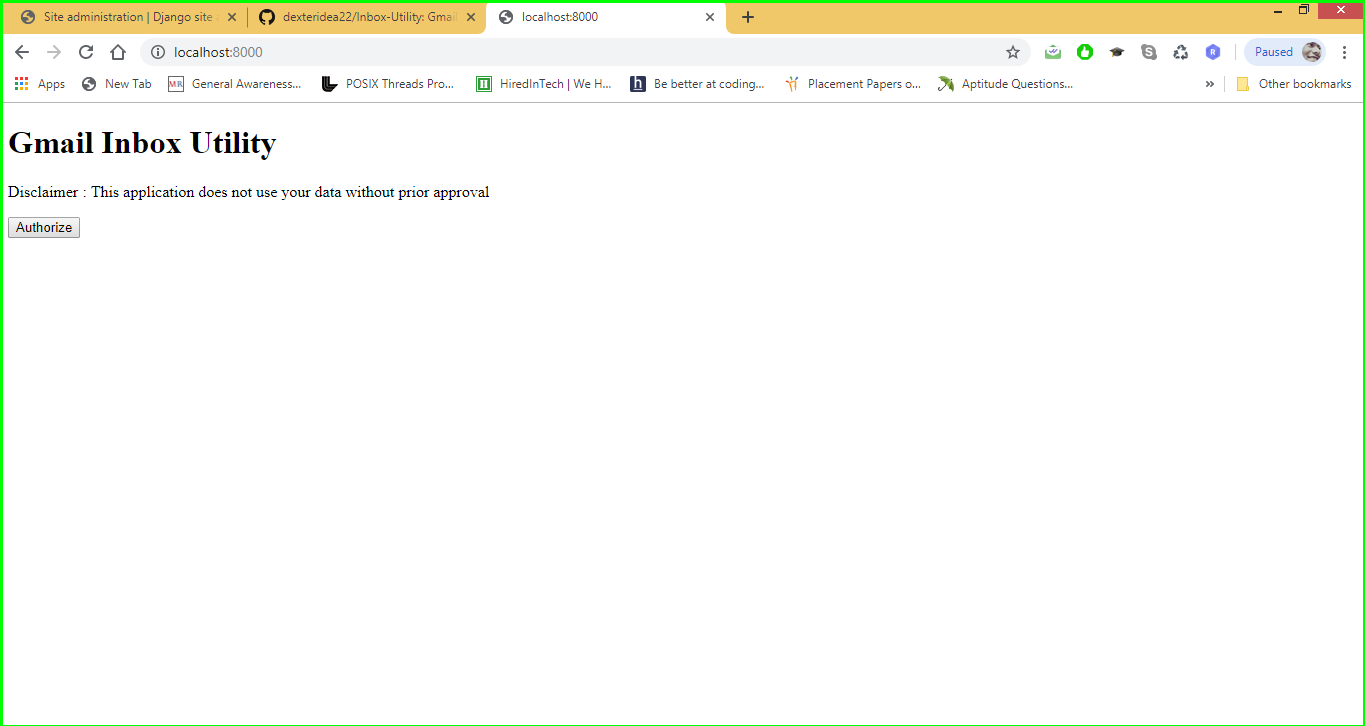 Site administration | Django site a
dexteridea22/Inbox-Utility: Gmail
localhost:8000
localhost:8000
Paused
Apps
New Tab
MR General Awareness...
POSIX Threads Pro...
HiredInTech | We H...
h Be better at coding...
Placement Papers o...
Aptitude Questions...
»
Other bookmarks
Gmail Inbox Utility
Disclaimer : This application does not use your data without prior approval
Authorize